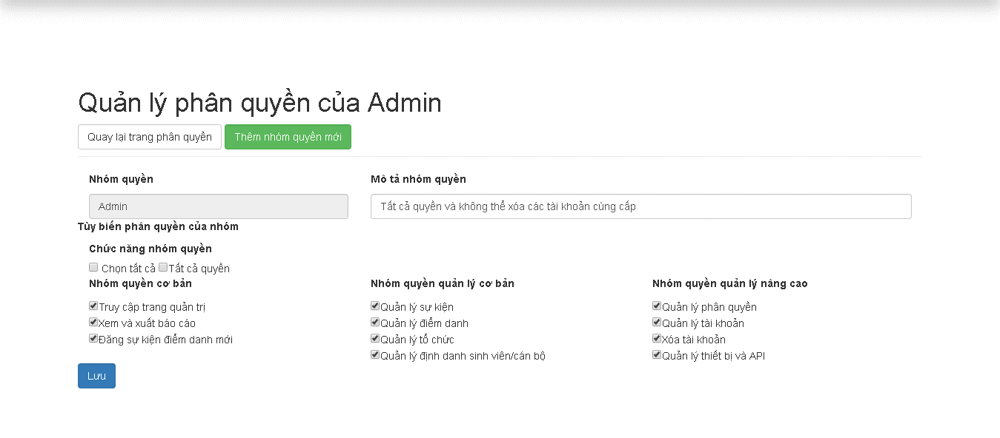 Quản lý phân quyền của Admin
Quay lại trang phân quyền Thêm nhóm quyền mới
Nhóm quyền Mô tả nhóm quyền
Admin Tất cả quyền và không thể xóa các tài khoản cùng cấp
Tùy biến phân quyền của nhóm
Chức năng nhóm quyền
Chọn tất cả Tất cả quyền
Nhóm quyền cơ bản Nhóm quyền quản lý cơ bản Nhóm quyền quản lý nâng cao
Truy cập trang quản trị Quản lý sự kiện Quản lý phân quyền
Xem và xuất báo cáo Quản lý điểm danh Quản lý tài khoản
Đăng sự kiện điểm danh mới Quản lý tổ chức Xóa tài khoản
Quản lý định danh sinh viên/cán bộ Quản lý thiết bị và API
Lưu